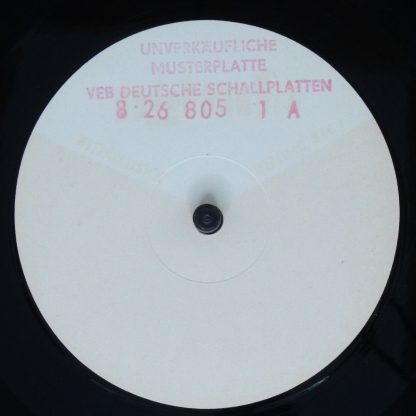 UNVERKÄUFLICHE
MUSTERPLATTE
VEB DEUTSCHE SCHALLPLATTEN
8 26 805 1 A